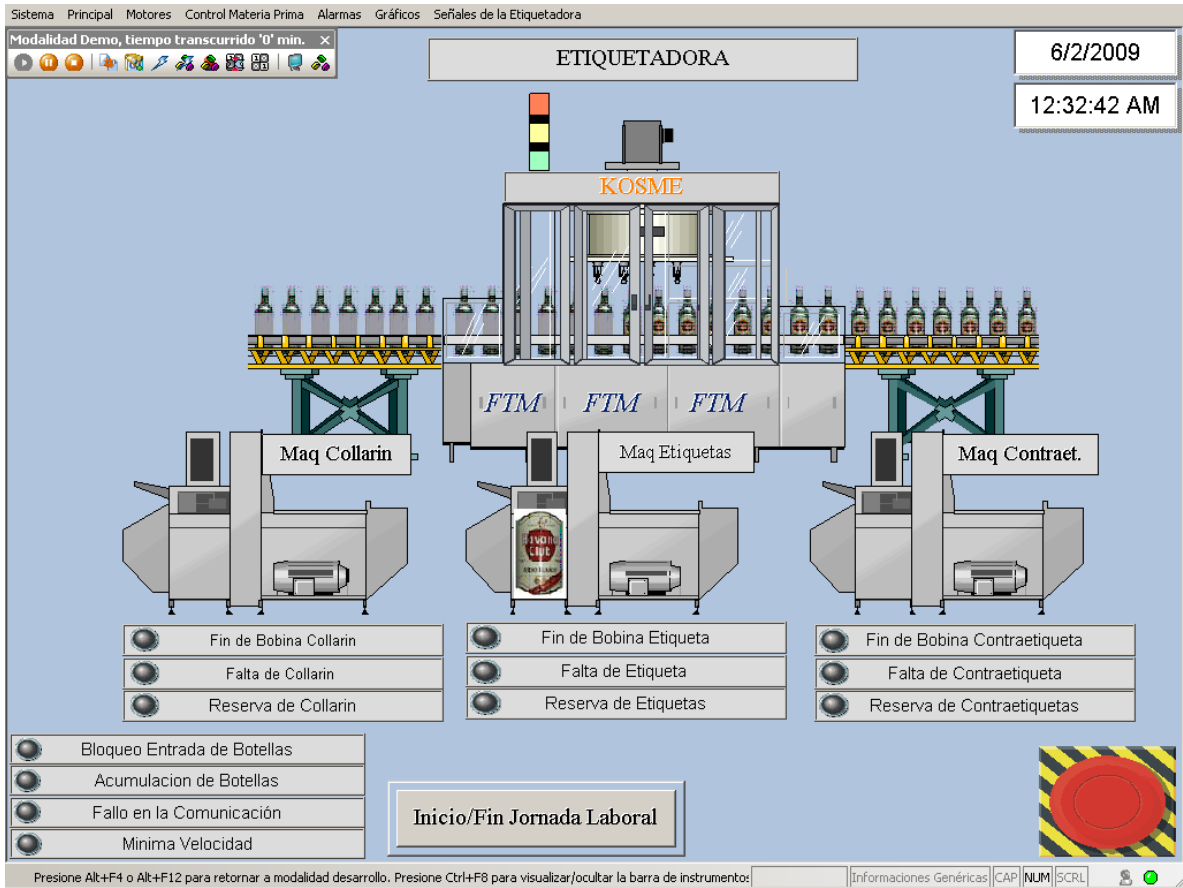 Sistema Principal Motores Control Materia Prima Alarmas Gráficos Señales de la Etiquetadora
Modalidad Demo, tiempo transcurrido '0' min.
ETIQUETADORA
6/2/2009
12:32:42 AM
KOSME
FTM FTM FTM
Maq Collarin
Maq Etiquetas
Maq Contraet.
Havana
Club
Fin de Bobina Collarin
Falta de Collarin
Reserva de Collarin
Fin de Bobina Etiqueta
Falta de Etiqueta
Reserva de Etiquetas
Fin de Bobina Contraetiqueta
Falta de Contraetiqueta
Reserva de Contraetiquetas
Bloqueo Entrada de Botellas
Acumulacion de Botellas
Fallo en la Comunicación
Minima Velocidad
Inicio/Fin Jornada Laboral
Presione Alt+F4 o Alt+F12 para retornar a modalidad desarrollo. Presione Ctrl+F8 para visualizar/ocultar la barra de instrumento: Informaciones Genéricas CAP NUM SCRL